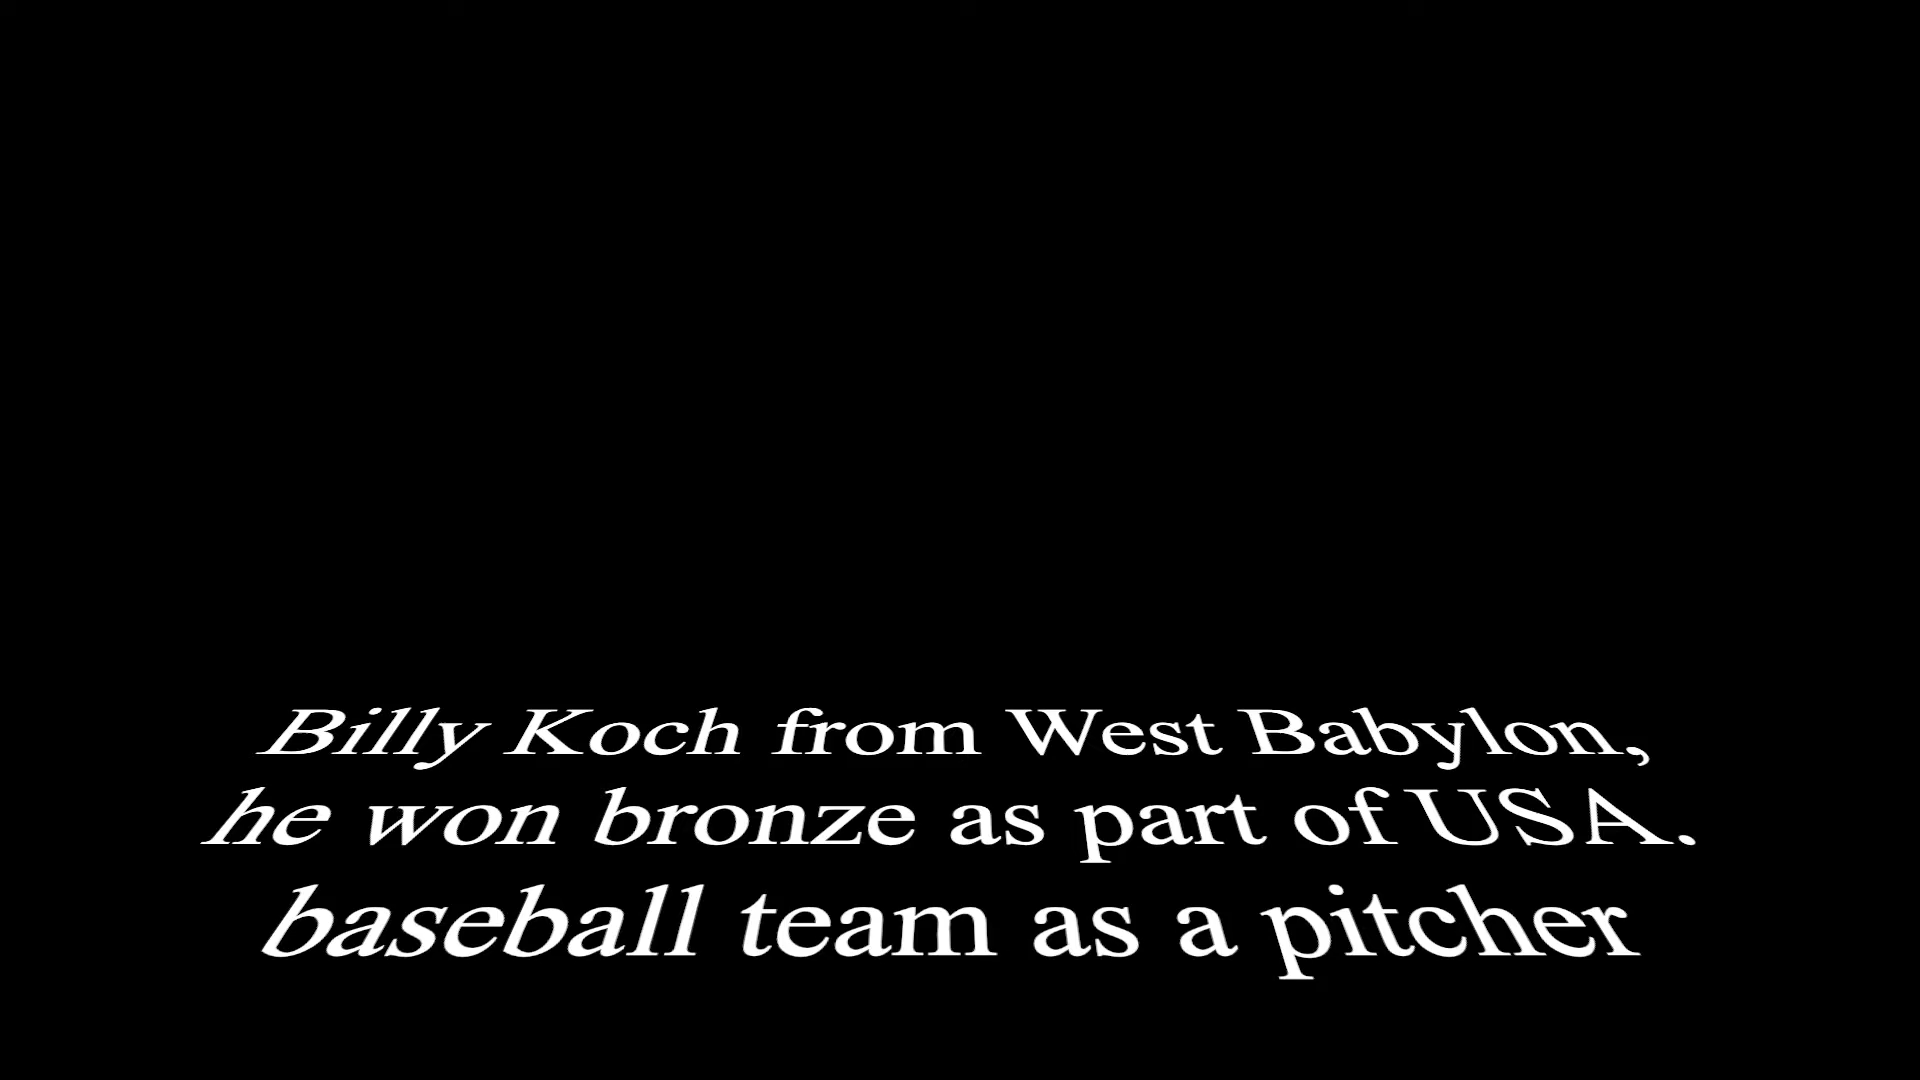 Billy Koch from West Babylon,
he won bronze as part of USA.
baseball team as a pitcher